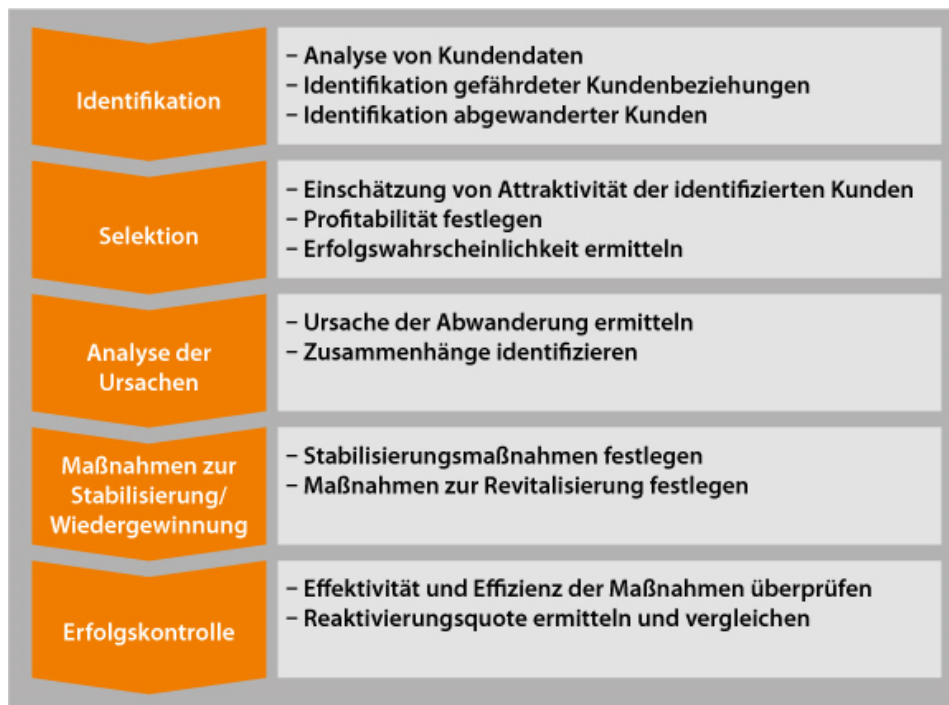 Identifikation
– Analyse von Kundendaten
– Identifikation gefährdeter Kundenbeziehungen
– Identifikation abgewanderter Kunden
Selektion
– Einschätzung von Attraktivität der identifizierten Kunden
– Profitabilität festlegen
– Erfolgswahrscheinlichkeit ermitteln
Analyse der
Ursachen
– Ursache der Abwanderung ermitteln
– Zusammenhänge identifizieren
Maßnahmen zur
Stabilisierung/
Wiedergewinnung
– Stabilisierungsmaßnahmen festlegen
– Maßnahmen zur Revitalisierung festlegen
Erfolgskontrolle
– Effektivität und Effizienz der Maßnahmen überprüfen
– Reaktivierungsquote ermitteln und vergleichen